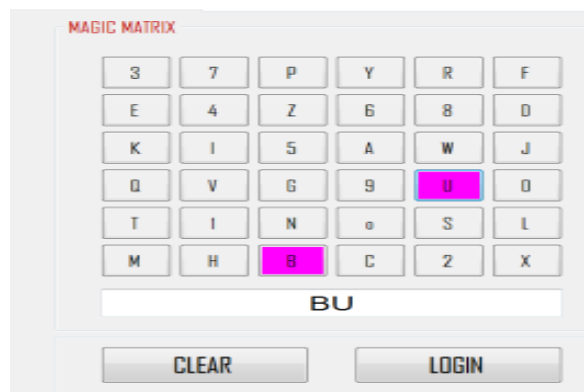 MAGIC MATRIX
3 7 P Y R F
E 4 Z 6 8 D
K I 5 A W J
Q V G 9 U O
T 1 N S L
M H B C 2 X
BU
CLEAR LOGIN